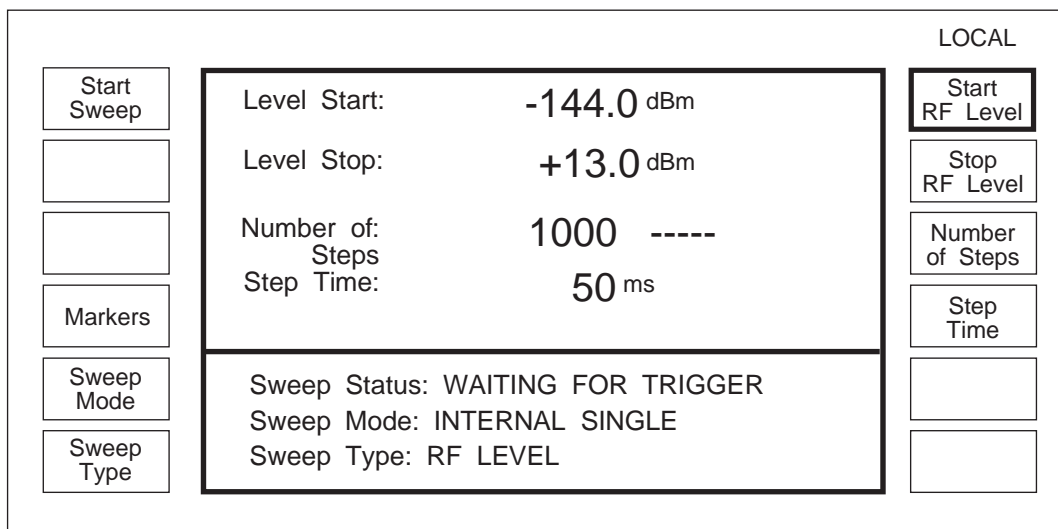 LOCAL
Start
Sweep
Markers
Sweep
Mode
Sweep
Type
Level Start: -144.0 dBm
Level Stop: +13.0 dBm
Number of: 1000 -----
Steps
Step Time: 50 ms
Sweep Status: WAITING FOR TRIGGER
Sweep Mode: INTERNAL SINGLE
Sweep Type: RF LEVEL
Start
RF Level
Stop
RF Level
Number
of Steps
Step
Time